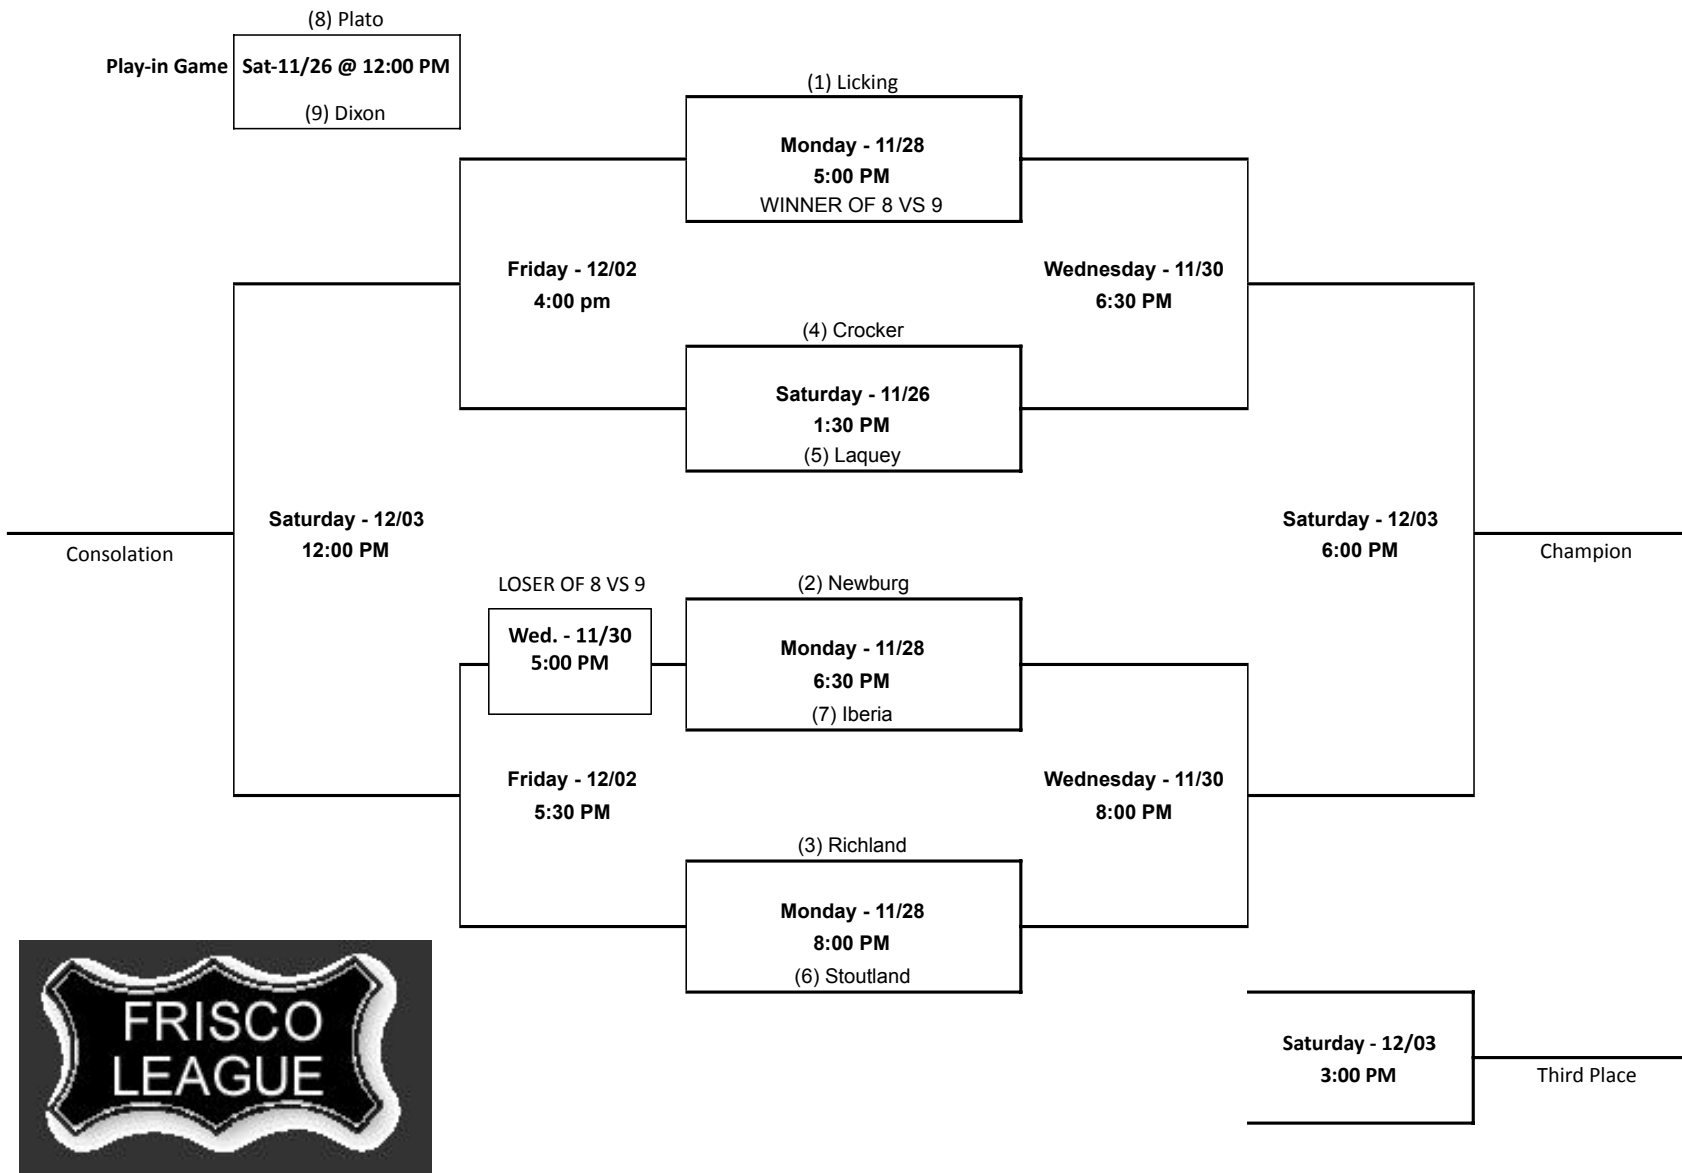 (8) Plato
Play-in Game Sat-11/26 @ 12:00 PM
(9) Dixon
(1) Licking
Monday - 11/28
5:00 PM
WINNER OF 8 VS 9
Friday - 12/02
4:00 pm
Wednesday - 11/30
6:30 PM
(4) Crocker
Saturday - 11/26
1:30 PM
(5) Laquey
Saturday - 12/03
12:00 PM
Consolation
Saturday - 12/03
6:00 PM
Champion
LOSER OF 8 VS 9
Wed. - 11/30
5:00 PM
(2) Newburg
Monday - 11/28
6:30 PM
(7) Iberia
Friday - 12/02
5:30 PM
Wednesday - 11/30
8:00 PM
(3) Richland
Monday - 11/28
8:00 PM
(6) Stoutland
FRISCO
LEAGUE
Saturday - 12/03
3:00 PM
Third Place